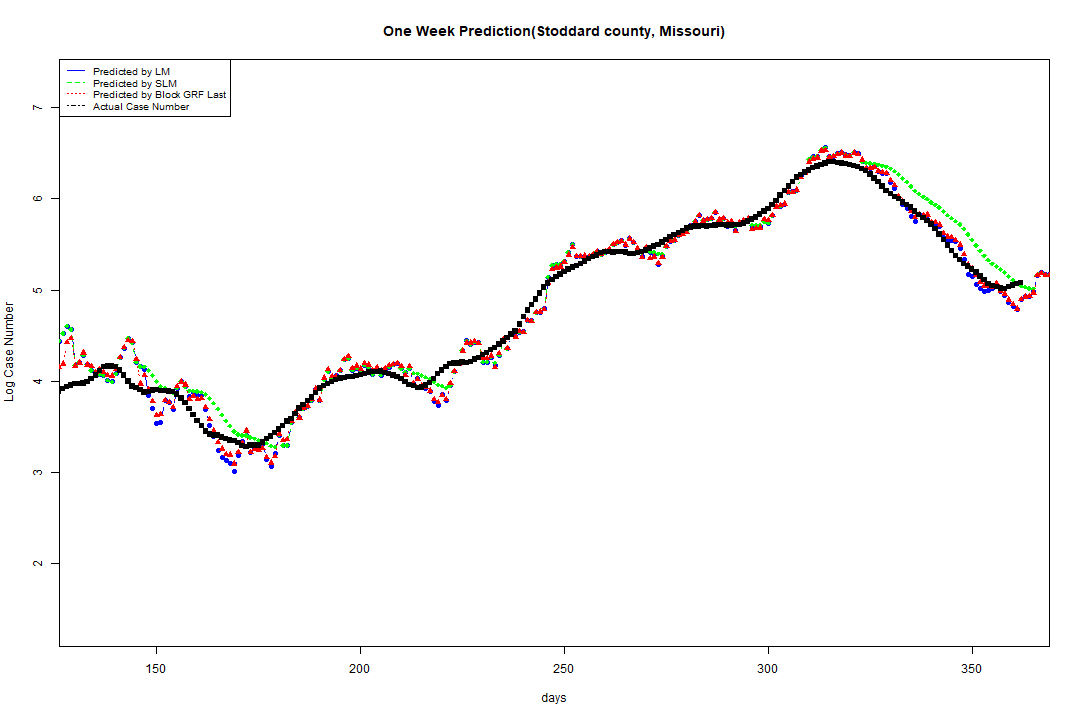 One Week Prediction(Stoddard county, Missouri)
Predicted by LM
Predicted by SLM
Predicted by Block GRF Last
Actual Case Number
Log Case Number
7
6
5
4
3
2
150 200 250 300 350
days